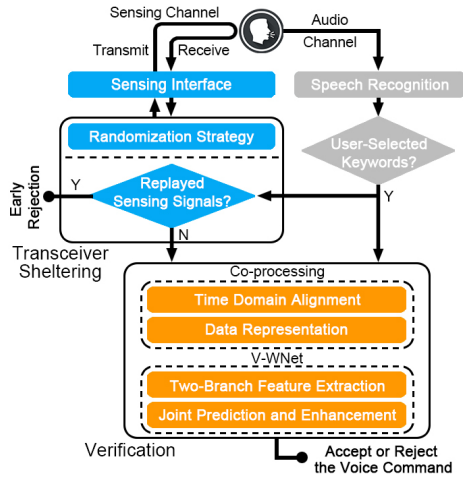 Sensing Channel
Transmit
Receive
Audio
Channel
Sensing Interface
Speech Recognition
Randomization Strategy
User-Selected
Keywords?
Early
Rejection
Y
Replayed
Sensing Signals?
Y
N
Transceiver
Sheltering
Co-processing
Time Domain Alignment
Data Representation
V-WNet
Two-Branch Feature Extraction
Joint Prediction and Enhancement
Verification
Accept or Reject
the Voice Command